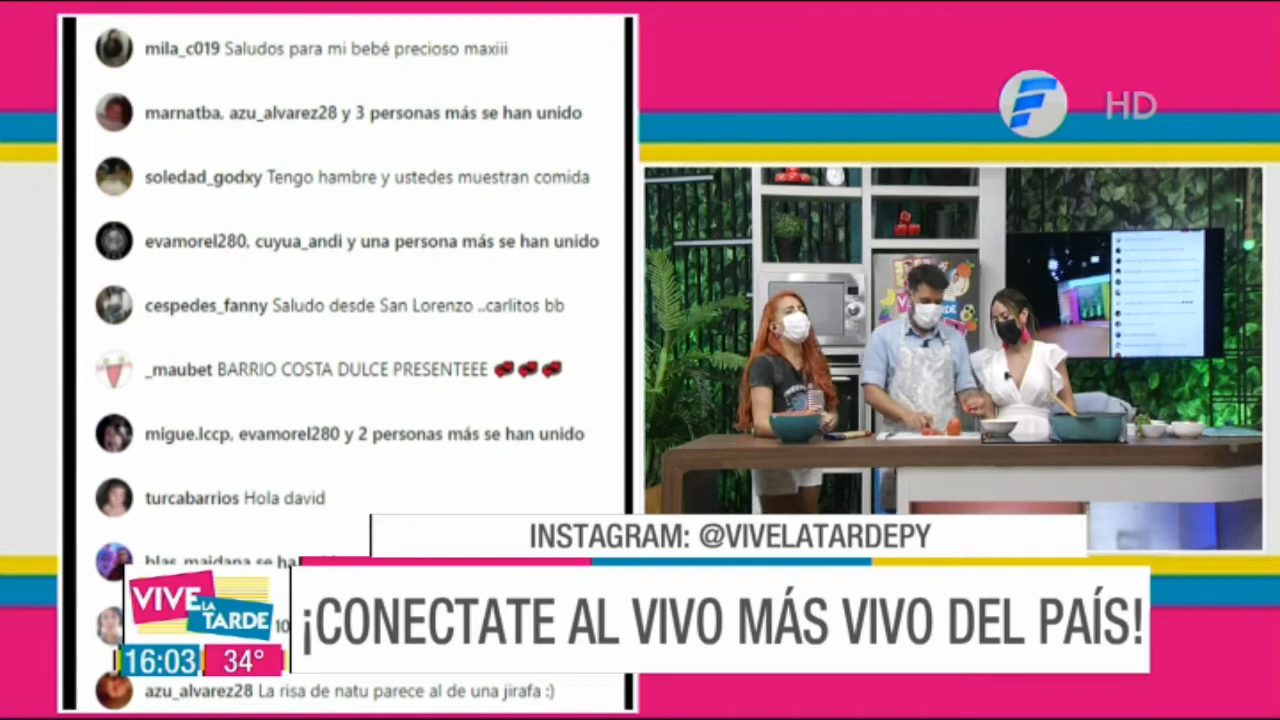 mila_c019 Saludos para mi bebé precioso maxiii
marnatba, azu_alvarez28 y 3 personas más se han unido
soledad_godxy Tengo hambre y ustedes muestran comida
evamorel280, cuyua_andi y una persona más se han unido
cespedes_fanny Saludo desde San Lorenzo ..carlitos bb
_maubet BARRIO COSTA DULCE PRESENTEEE
migue.lccp, evamorel280 y 2 personas más se han unido
turcabarrios Hola david
blas_maidana se ha
10
azu_alvarez28 La risa de natu parece al de una jirafa :)
HD
INSTAGRAM: @VIVELATARDEPY
¡CONECTATE AL VIVO MÁS VIVO DEL PAÍS!
VIVE
LA
TARDE
16:03 34°